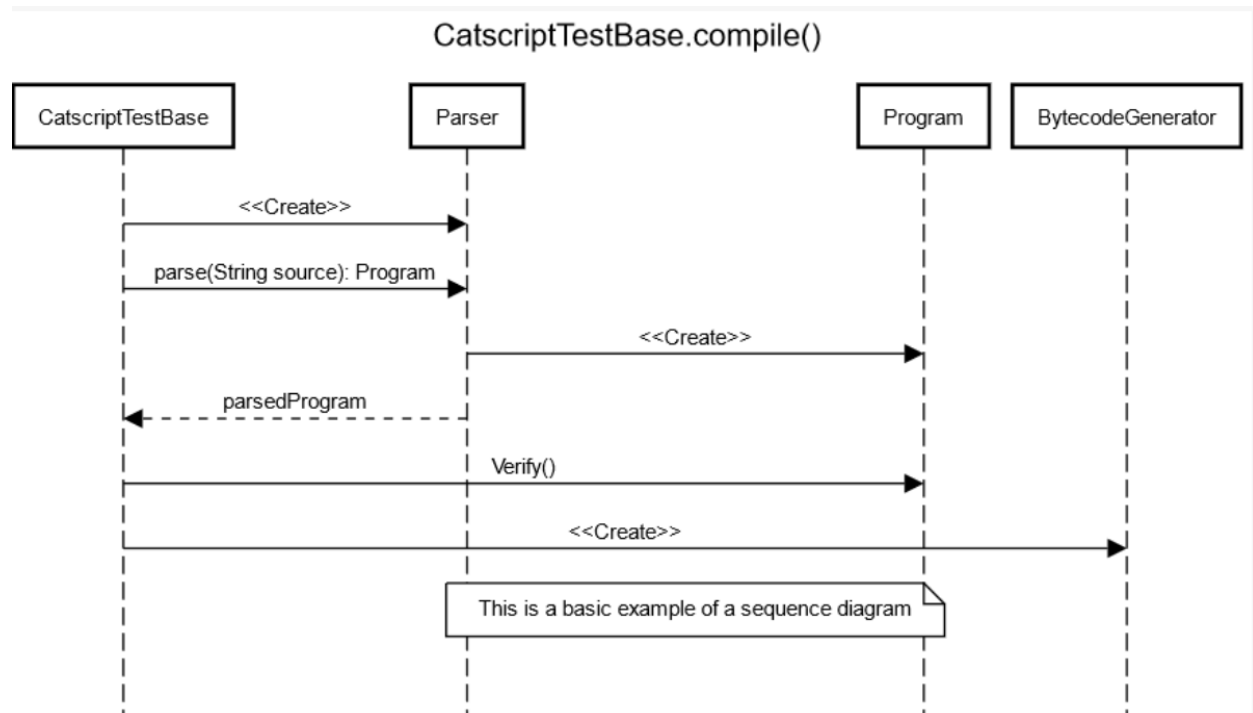 CatscriptTestBase.compile()
CatscriptTestBase
Parser
Program
BytecodeGenerator
<<Create>>
parse(String source): Program
<<Create>>
parsedProgram
Verify()
<<Create>>
This is a basic example of a sequence diagram